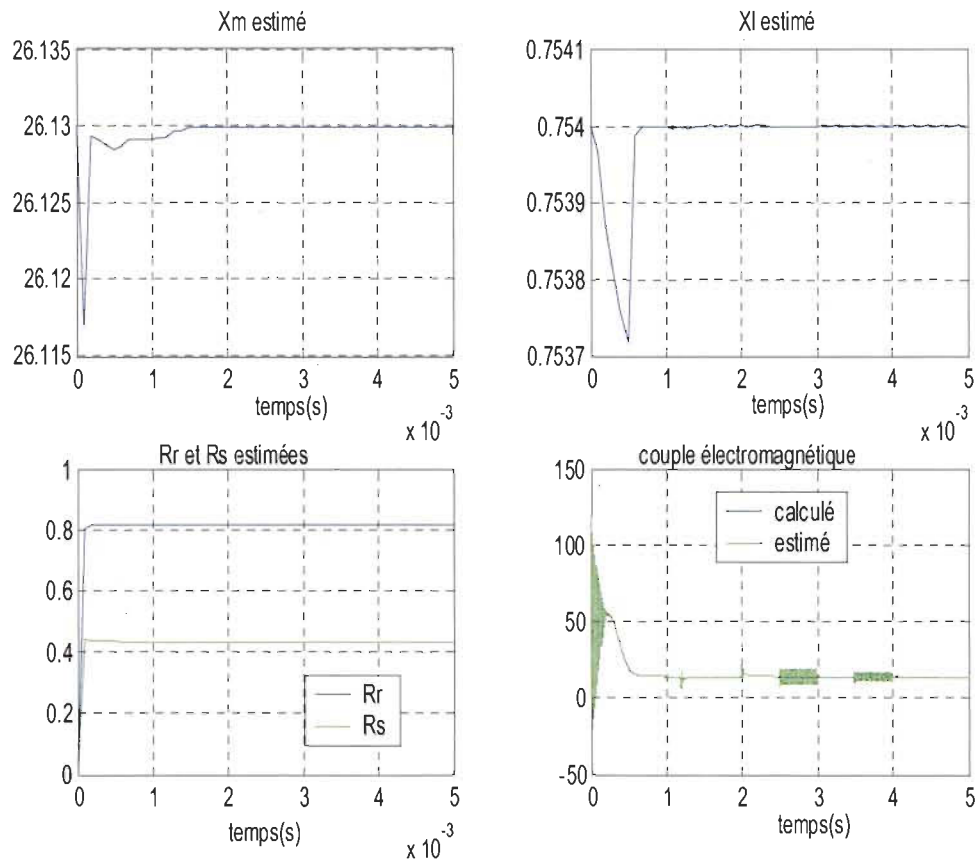 Xm estimé
26.135
26.13
26.125
26.12
26.115
0 1 2 3 4 5
temps(s)
x 10^-3
Xl estimé
0.7541
0.754
0.7539
0.7538
0.7537
0 1 2 3 4 5
temps(s)
x 10^-3
Rr et Rs estimées
1
0.8
0.6
0.4
0.2
0
Rr
Rs
0 1 2 3 4 5
temps(s)
x 10^-3
couple électromagnétique
150
100
50
0
-50
calculé
estimé
0 1 2 3 4 5
temps(s)